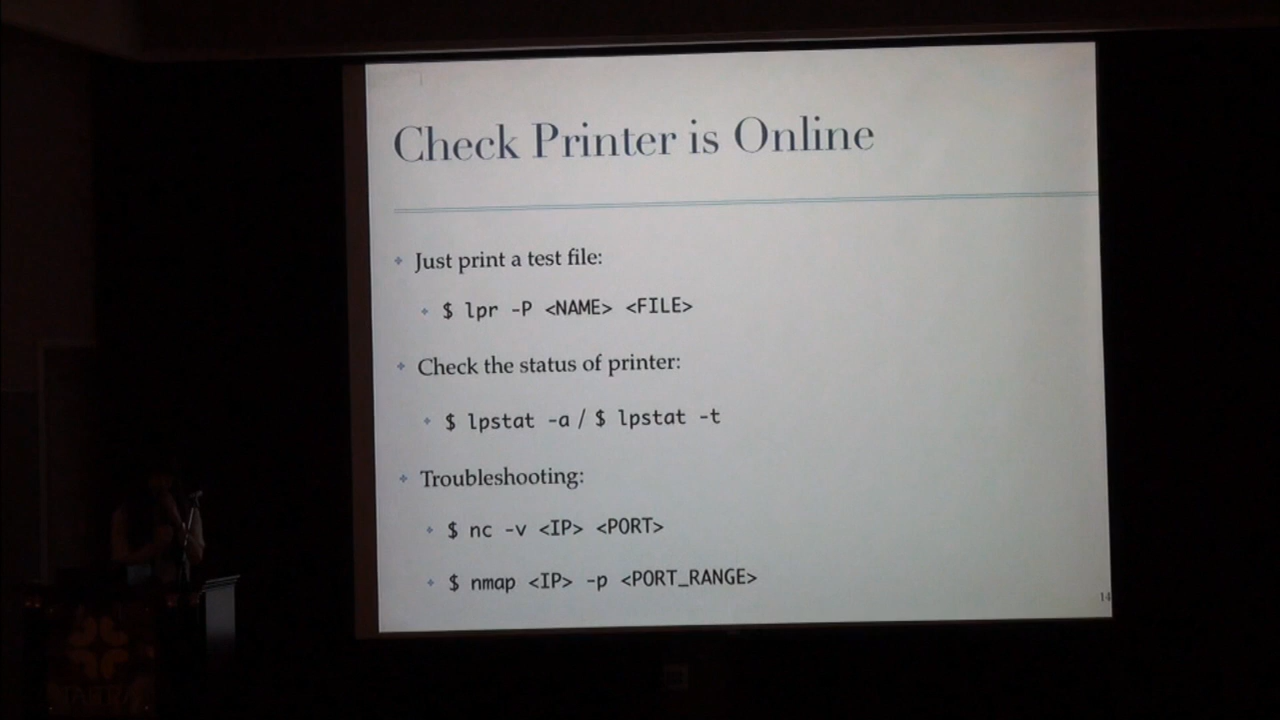 Check Printer is Online
Just print a test file:
$ lpr -P <NAME> <FILE>
Check the status of printer:
$ lpstat -a / $ lpstat -t
Troubleshooting:
$ nc -v <IP> <PORT>
$ nmap <IP> -p <PORT_RANGE>
14